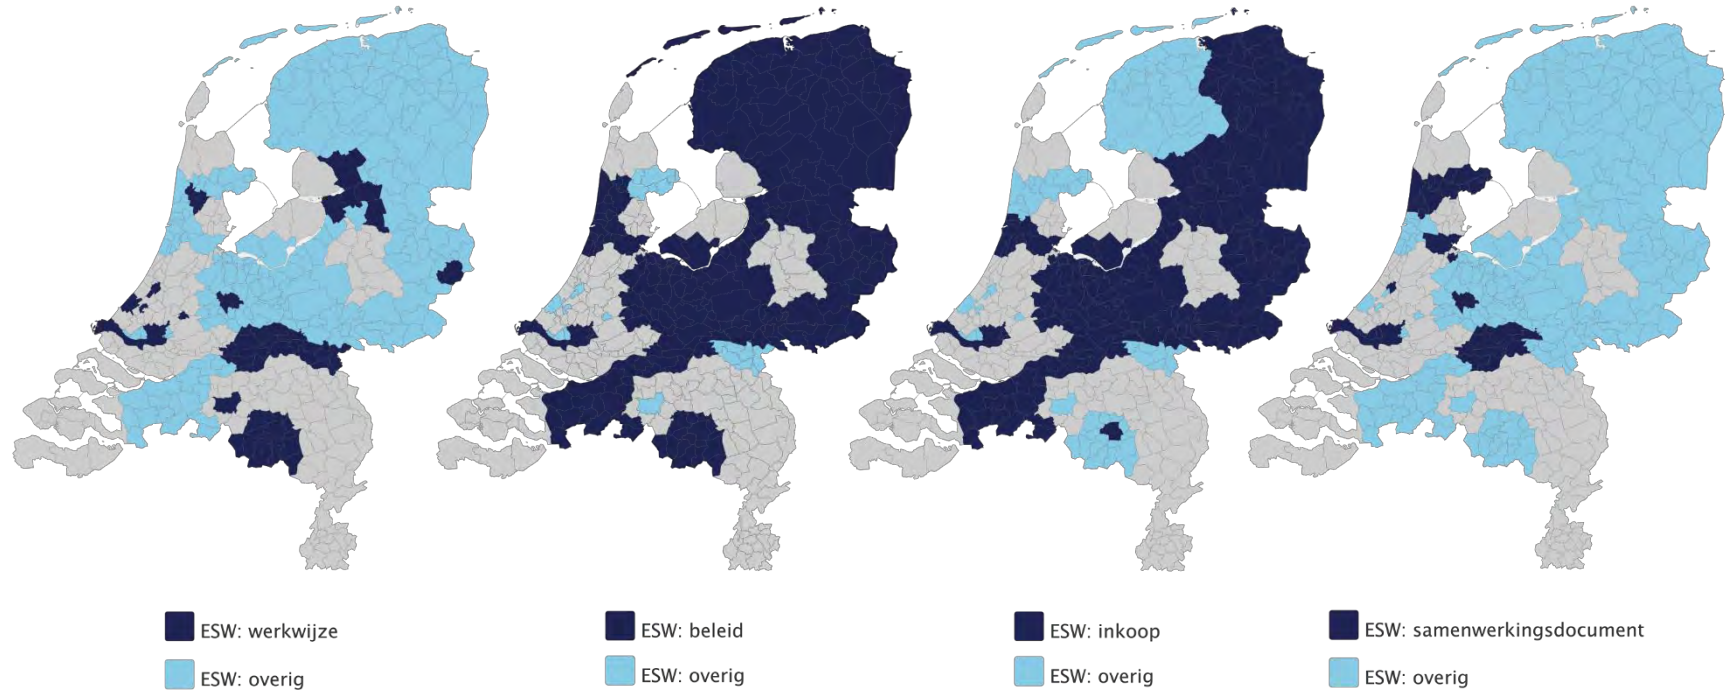 ESW: werkwijze
ESW: overig
ESW: beleid
ESW: overig
ESW: inkoop
ESW: overig
ESW: samenwerkingsdocument
ESW: overig